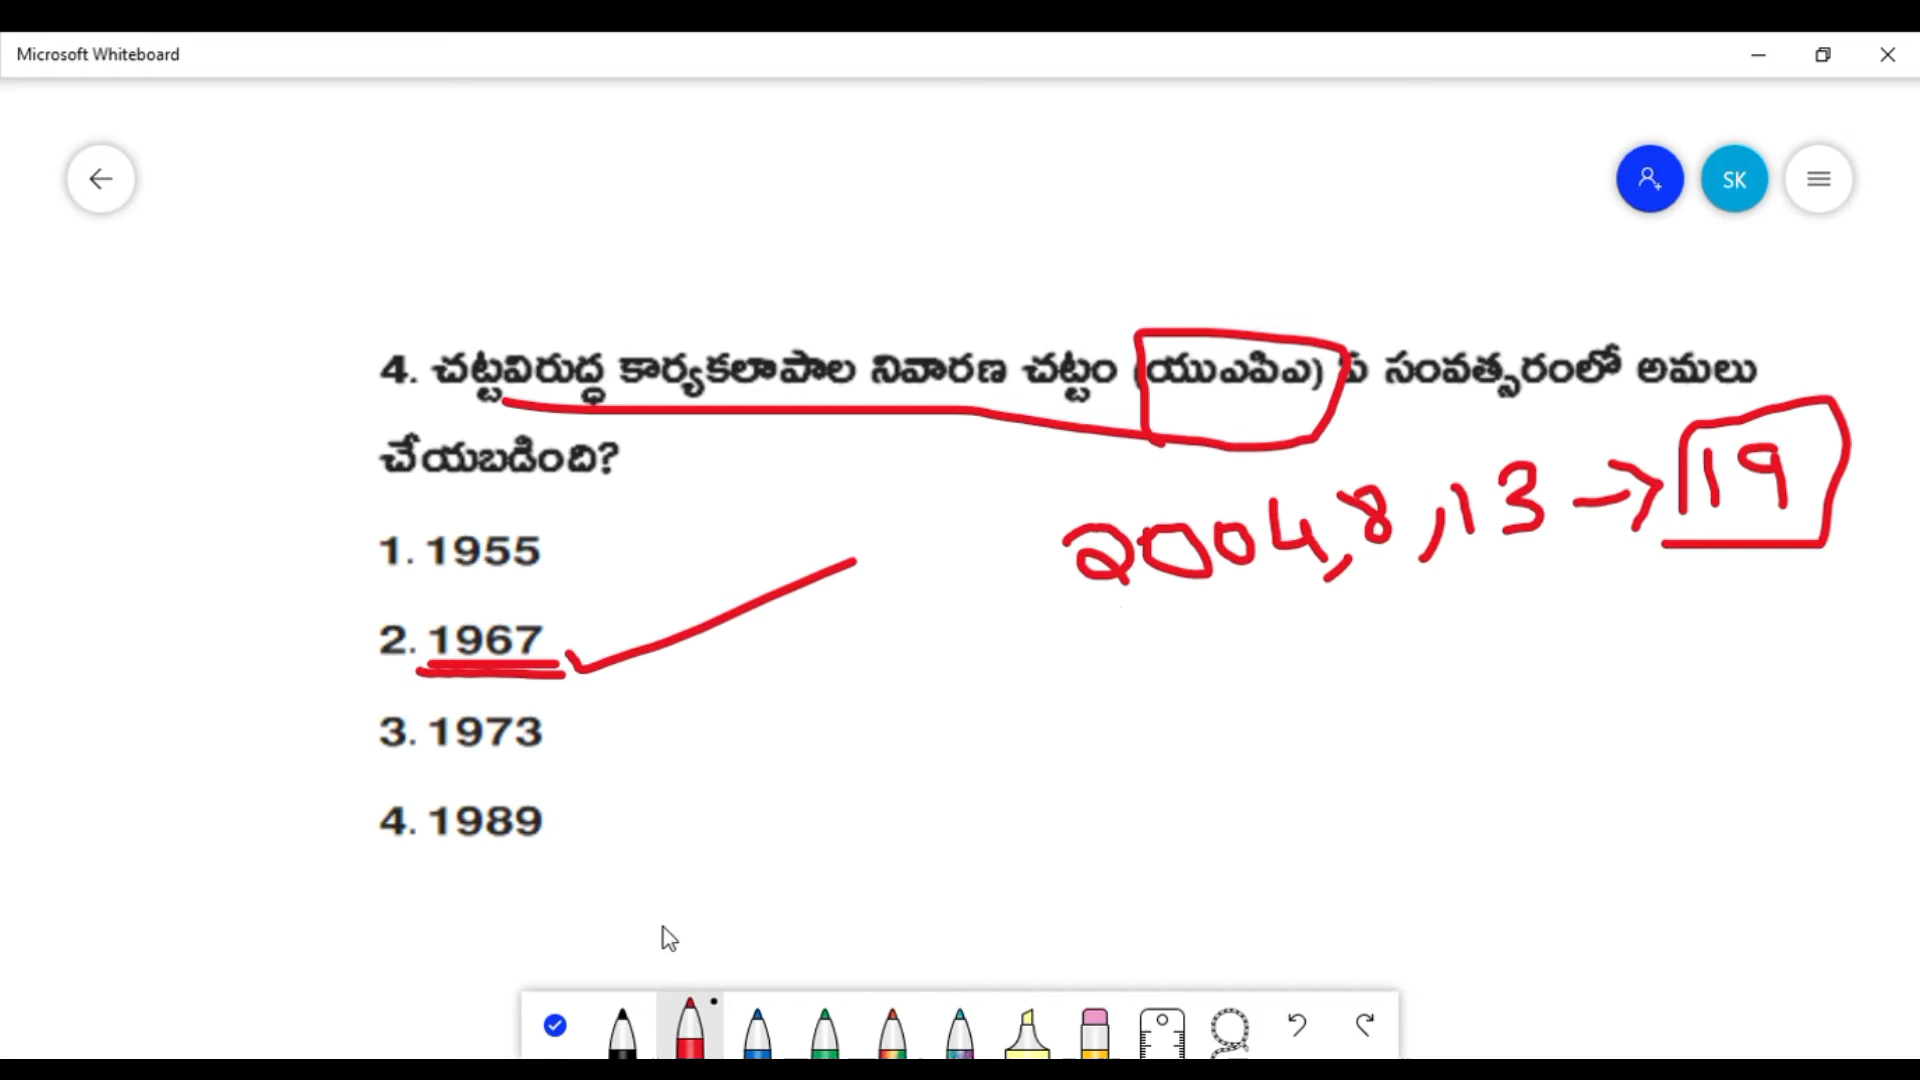 Microsoft Whiteboard
SK
4. చట్టవిరుద్ధ కార్యకలాపాల నివారణ చట్టం (యుఎపిఎ) సంవత్సరంలో అమలు
చేయబడింది?
2004,8,13→19
1. 1955
2. 1967
3. 1973
4. 1989